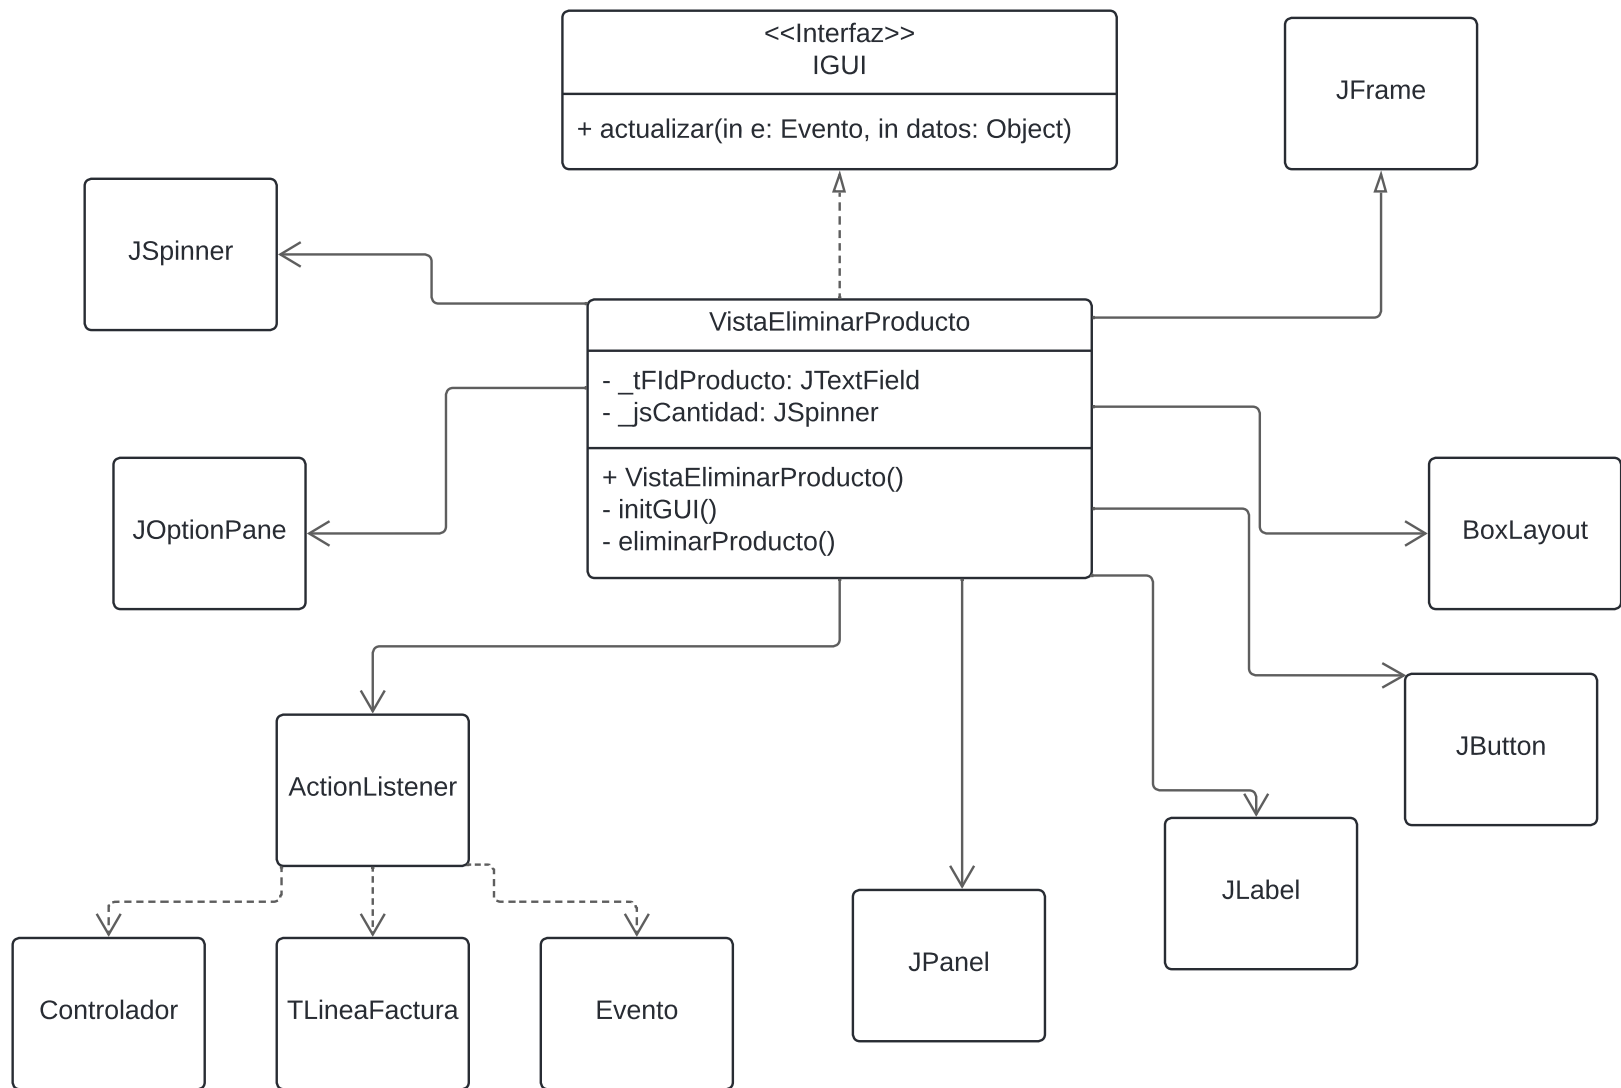 <<Interfaz>>
IGUI
+ actualizar(in e: Evento, in datos: Object)
JFrame
JSpinner
VistaEliminarProducto
- _tFIdProducto: JTextField
- _jsCantidad: JSpinner
+ VistaEliminarProducto()
- initGUI()
- eliminarProducto()
JOptionPane
BoxLayout
JButton
ActionListener
JLabel
JPanel
Controlador
TLineaFactura
Evento